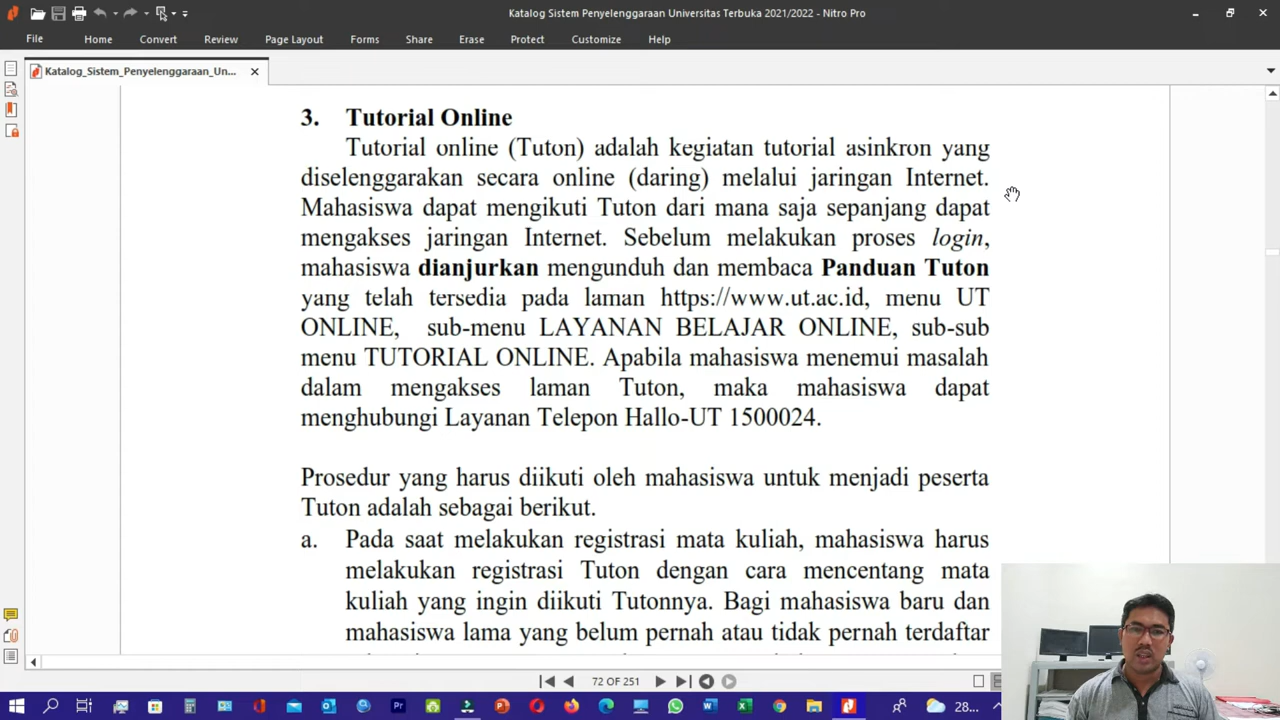 Katalog Sistem Penyelenggaraan Universitas Terbuka 2021/2022 - Nitro Pro
File Home Convert Review Page Layout Forms Share Erase Protect Customize Help
Katalog_Sistem_Penyelenggaraan_Un...
3. Tutorial Online
Tutorial online (Tuton) adalah kegiatan tutorial asinkron yang
diselenggarakan secara online (daring) melalui jaringan Internet.
Mahasiswa dapat mengikuti Tuton dari mana saja sepanjang dapat
mengakses jaringan Internet. Sebelum melakukan proses login,
mahasiswa dianjurkan mengunduh dan membaca Panduan Tuton
yang telah tersedia pada laman https://www.ut.ac.id, menu UT
ONLINE, sub-menu LAYANAN BELAJAR ONLINE, sub-sub
menu TUTORIAL ONLINE. Apabila mahasiswa menemui masalah
dalam mengakses laman Tuton, maka mahasiswa dapat
menghubungi Layanan Telepon Hallo-UT 1500024.
Prosedur yang harus diikuti oleh mahasiswa untuk menjadi peserta
Tuton adalah sebagai berikut.
a. Pada saat melakukan registrasi mata kuliah, mahasiswa harus
melakukan registrasi Tuton dengan cara mencentang mata
kuliah yang ingin diikuti Tutonnya. Bagi mahasiswa baru dan
mahasiswa lama yang belum pernah atau tidak pernah terdaftar
72 OF 251
28...